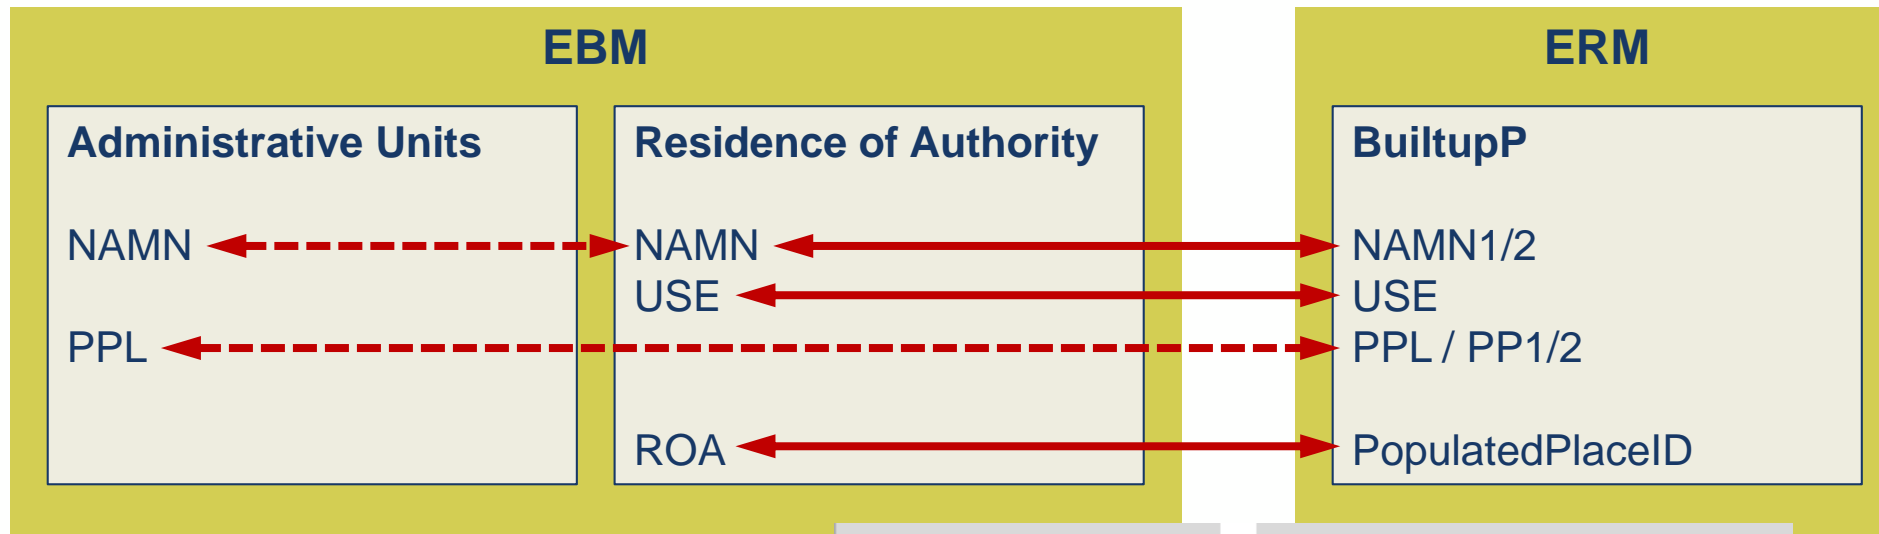 EBM
Administrative Units
NAMN
PPL
Residence of Authority
NAMN
USE
ROA
ERM
BuiltupP
NAMN1/2
USE
PPL / PP1/2
PopulatedPlaceID